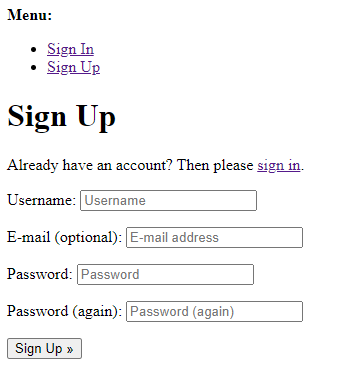 Menu:
Sign In
Sign Up
Sign Up
Already have an account? Then please sign in.
Username: Username
E-mail (optional): E-mail address
Password: Password
Password (again): Password (again)
Sign Up »